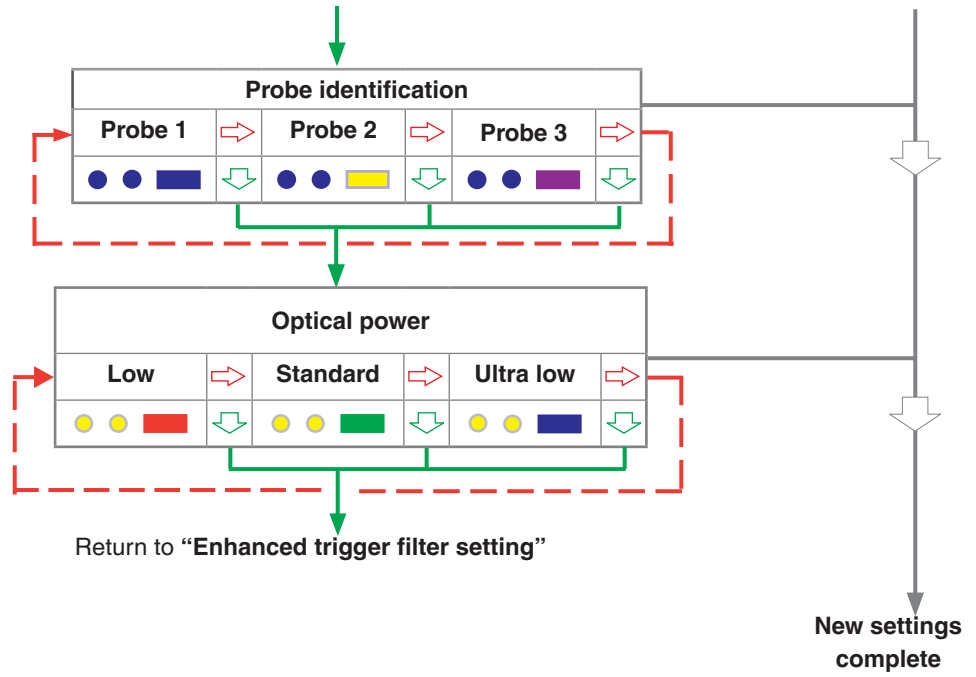 Probe identification
Probe 1 Probe 2 Probe 3
Optical power
Low Standard Ultra low
Return to “Enhanced trigger filter setting”
New settings
complete